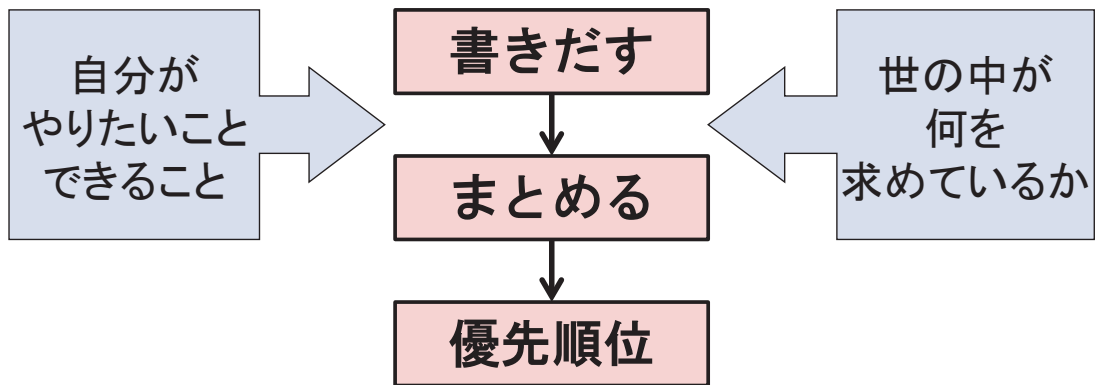 自分が
やりたいこと
できること
書きだす
まとめる
優先順位
世の中が
何を
求めているか